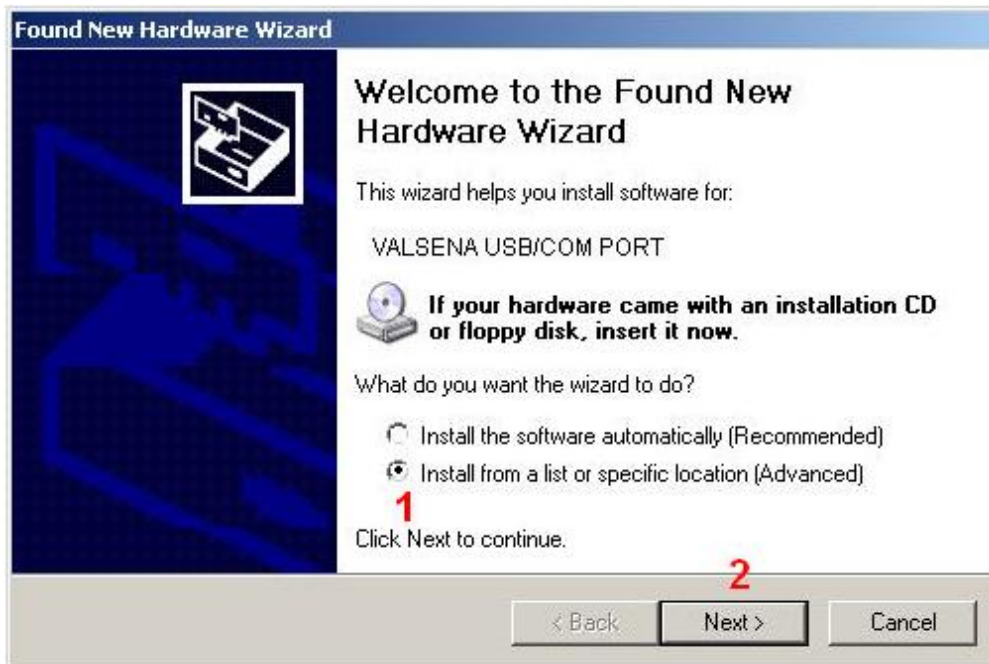 Found New Hardware Wizard
Welcome to the Found New
Hardware Wizard
This wizard helps you install software for:
VALSENA USB/COM PORT
If your hardware came with an installation CD
or floppy disk, insert it now.
What do you want the wizard to do?
Install the software automatically (Recommended)
Install from a list or specific location (Advanced)
1
Click Next to continue.
2
< Back
Next >
Cancel